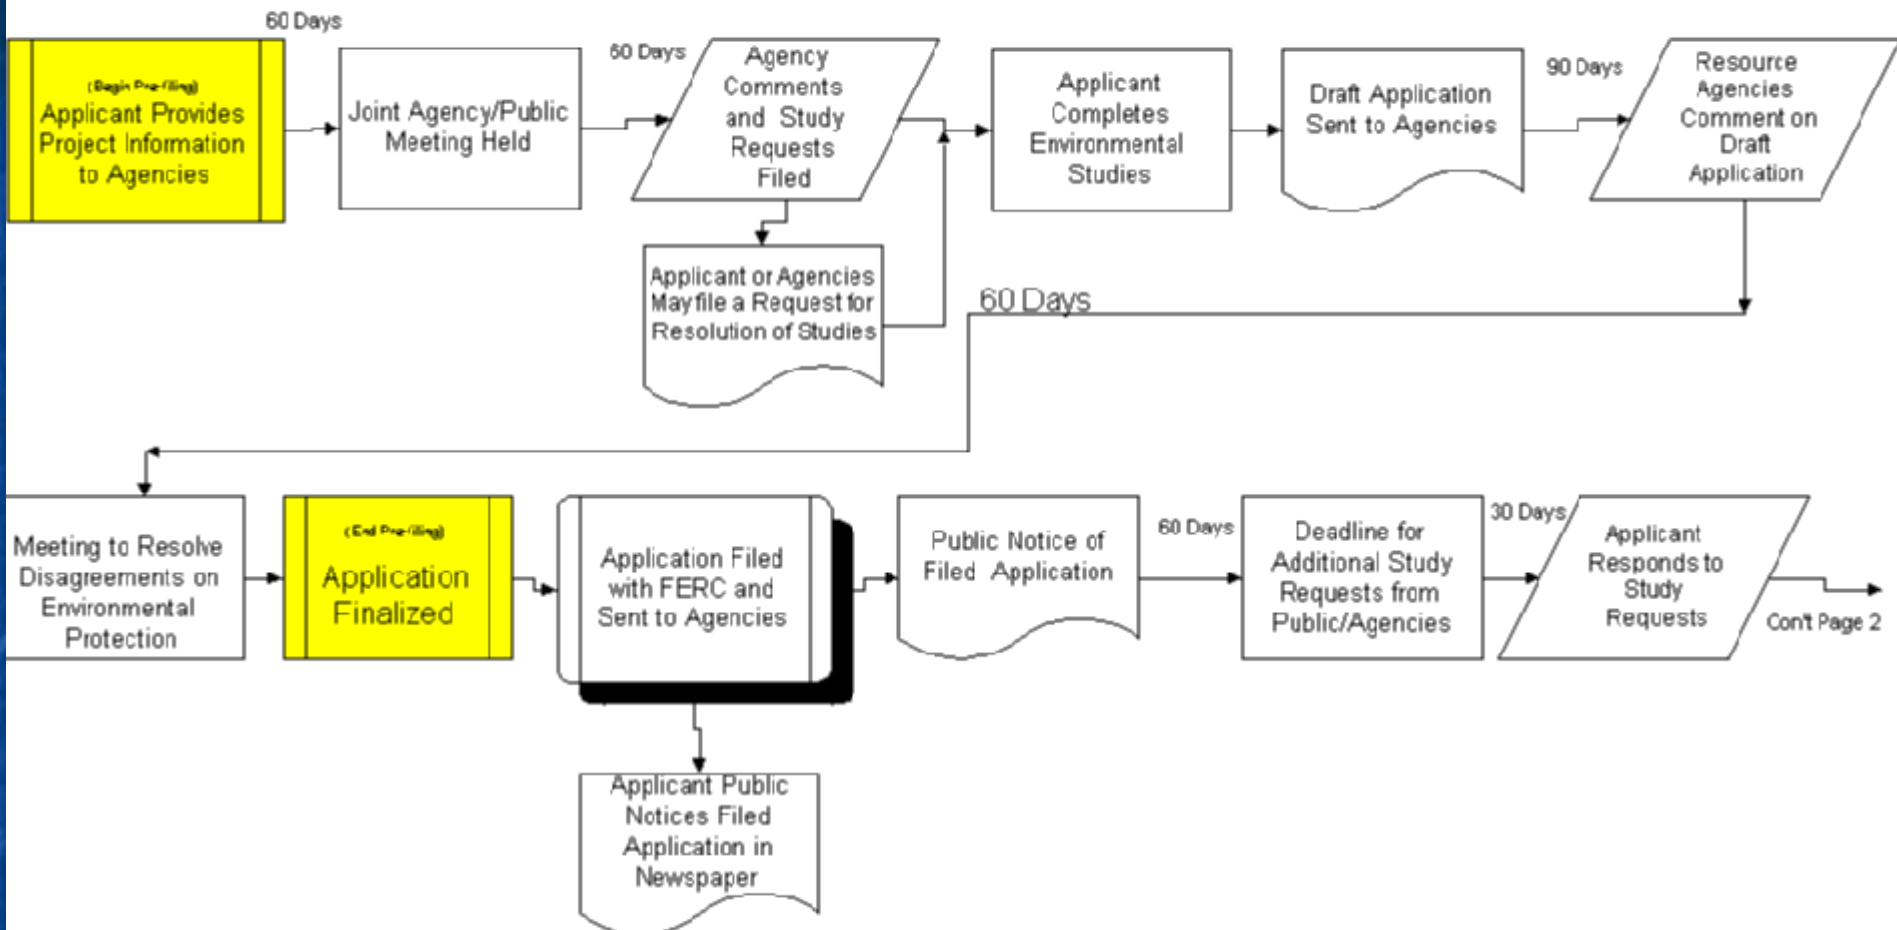 60 Days
(Begin Pre-filing)
Applicant Provides
Project Information
to Agencies
Joint Agency/Public
Meeting Held
60 Days
Agency
Comments
and Study
Requests
Filed
Applicant or Agencies
May file a Request for
Resolution of Studies
Applicant
Completes
Environmental
Studies
Draft Application
Sent to Agencies
90 Days
Resource
Agencies
Comment on
Draft
Application
60 Days
Meeting to Resolve
Disagreements on
Environmental
Protection
(End Pre-filing)
Application
Finalized
Application Filed
with FERC and
Sent to Agencies
Applicant Public
Notices Filed
Application in
Newspaper
Public Notice of
Filed Application
60 Days
Deadline for
Additional Study
Requests from
Public/Agencies
30 Days
Applicant
Responds to
Study
Requests
Con't Page 2